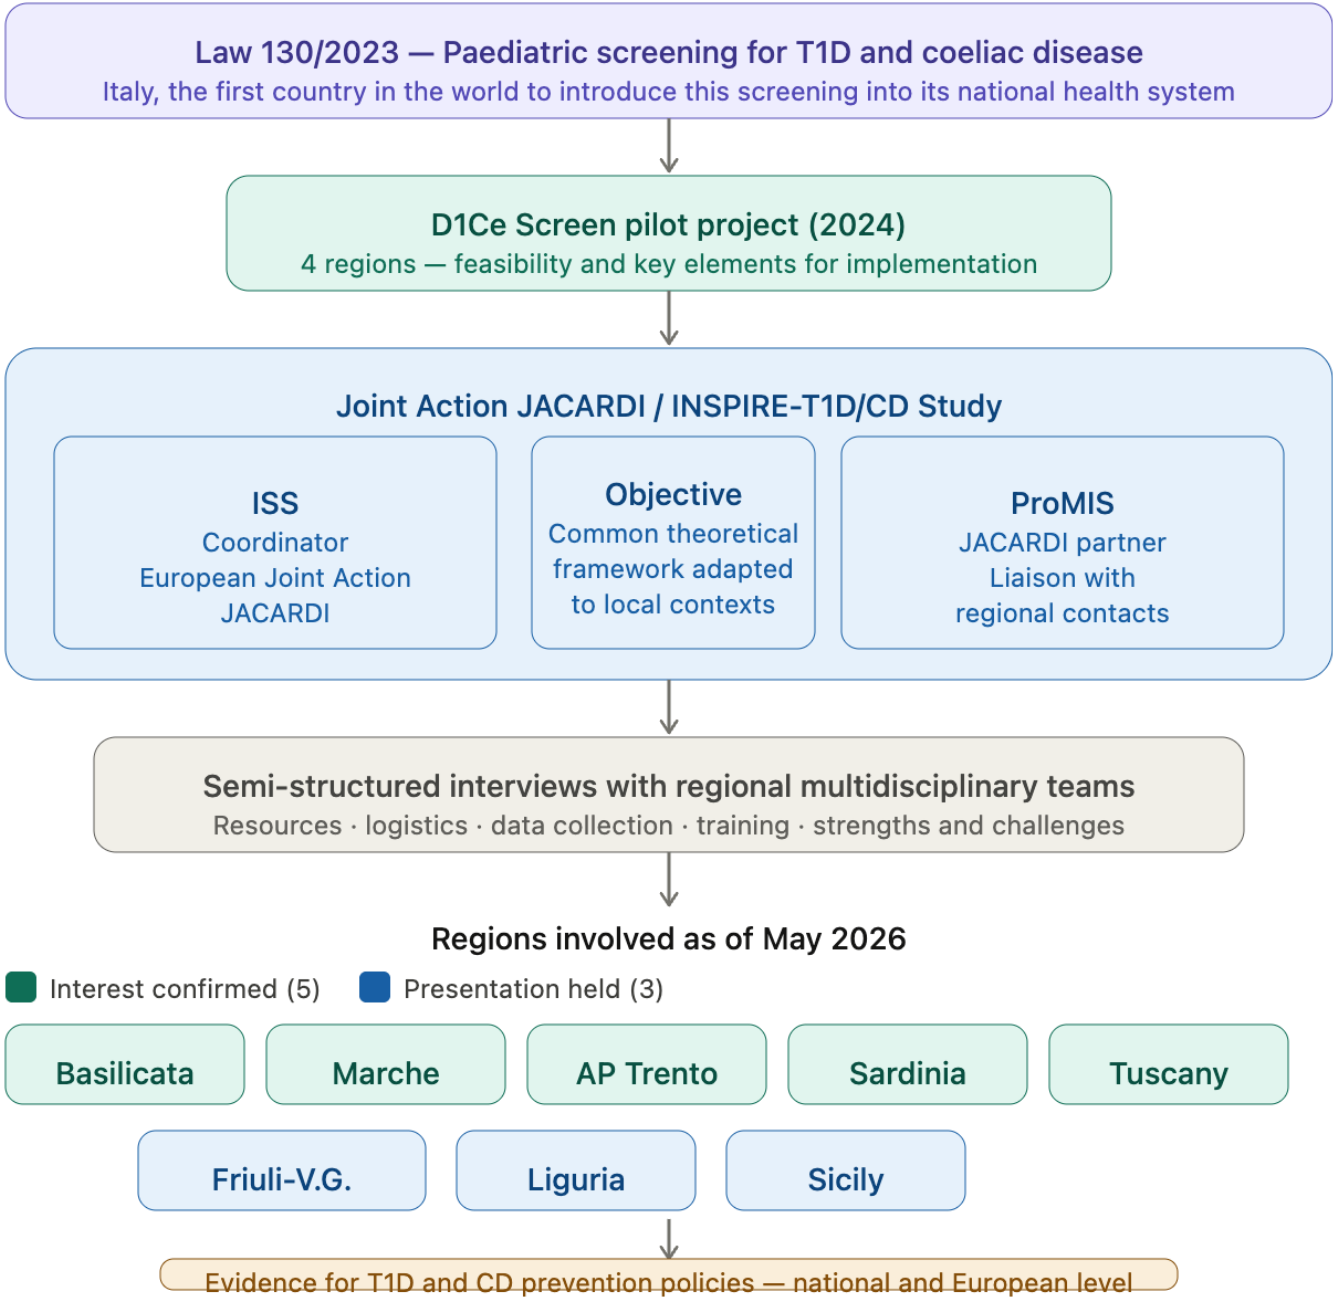 Law 130/2023 — Paediatric screening for T1D and coeliac disease
Italy, the first country in the world to introduce this screening into its national health system
D1Ce Screen pilot project (2024)
4 regions — feasibility and key elements for implementation
Joint Action JACARDI / INSPIRE-T1D/CD Study
ISS
Coordinator
European Joint Action
JACARDI
Objective
Common theoretical
framework adapted
to local contexts
ProMIS
JACARDI partner
Liaison with
regional contacts
Semi-structured interviews with regional multidisciplinary teams
Resources · logistics · data collection · training · strengths and challenges
Regions involved as of May 2026
Interest confirmed (5)
Presentation held (3)
Basilicata
Marche
AP Trento
Sardinia
Tuscany
Friuli-V.G.
Liguria
Sicily
Evidence for T1D and CD prevention policies — national and European level